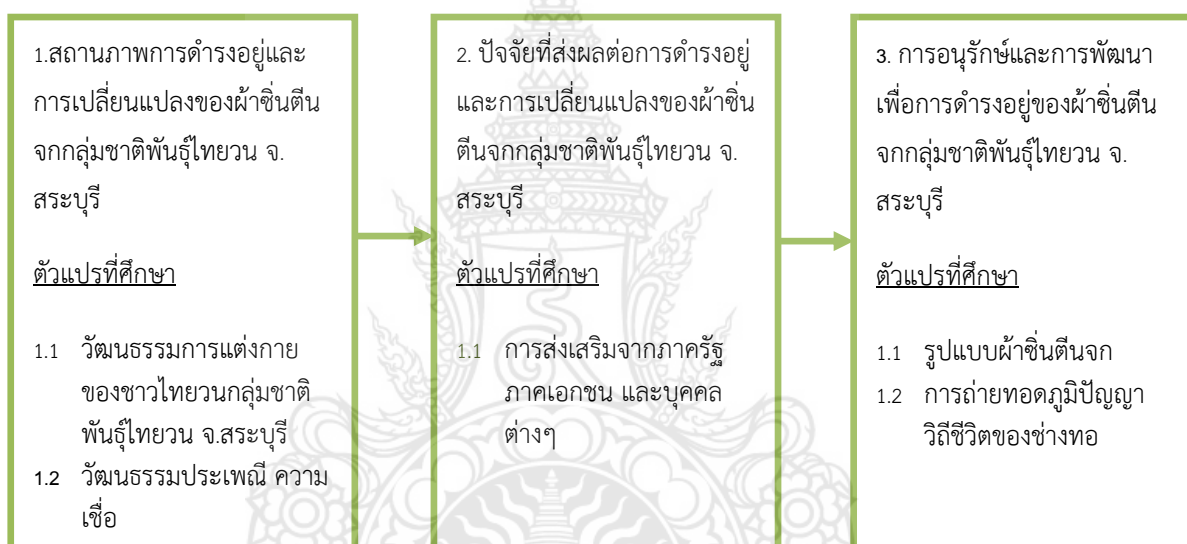 1.สถานภาพการดำรงอยู่และ
การเปลี่ยนแปลงของผ้าซิ่นตีน
จกกลุ่มชาติพันธุ์ไทยวน จ.
สระบุรี
ตัวแปรที่ศึกษา
1.1 วัฒนธรรมการแต่งกาย
ของชาวไทยวนกลุ่มชาติ
พันธุ์ไทยวน จ.สระบุรี
1.2 วัฒนธรรมประเพณี ความ
เชื่อ
2. ปัจจัยที่ส่งผลต่อการดำรงอยู่
และการเปลี่ยนแปลงของผ้าซิ่น
ตีนจกกลุ่มชาติพันธุ์ไทยวน จ.
สระบุรี
ตัวแปรที่ศึกษา
1.1 การส่งเสริมจากภาครัฐ
ภาคเอกชน และบุคคล
ต่างๆ
3. การอนุรักษ์และการพัฒนา
เพื่อการดำรงอยู่ของผ้าซิ่นตีน
จกกลุ่มชาติพันธุ์ไทยวน จ.
สระบุรี
ตัวแปรที่ศึกษา
1.1 รูปแบบผ้าซิ่นตีนจก
1.2 การถ่ายทอดภูมิปัญญา
วิถีชีวิตของช่างทอ